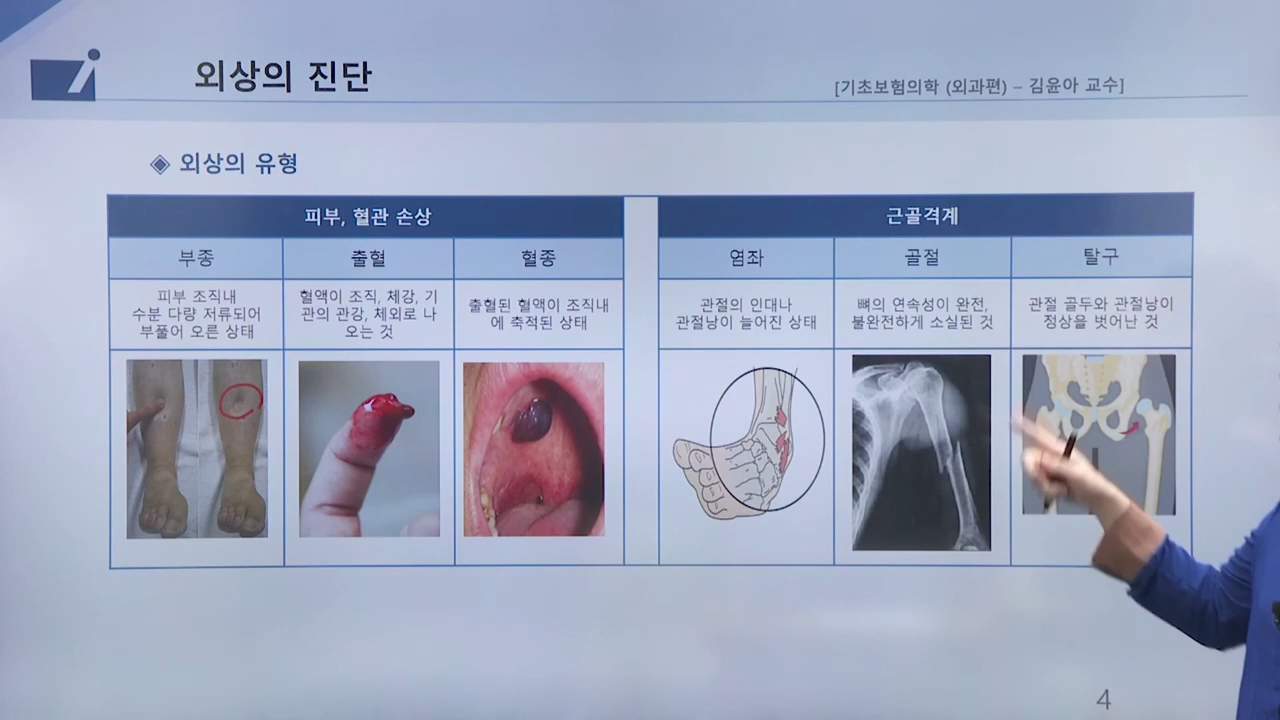 외상의 진단
[기초보험의학 (외과편) – 김윤아 교수]
◈ 외상의 유형
피부, 혈관 손상
근골격계
부종
출혈
혈종
염좌
골절
탈구
피부 조직내
수분 다량 저류되어
부풀어 오른 상태
혈액이 조직, 체강, 기
관의 관강, 체외로 나
오는 것
출혈된 혈액이 조직내
에 축적된 상태
관절의 인대나
관절낭이 늘어진 상태
뼈의 연속성이 완전,
불완전하게 소실된 것
관절 골두와 관절낭이
정상을 벗어난 것
4